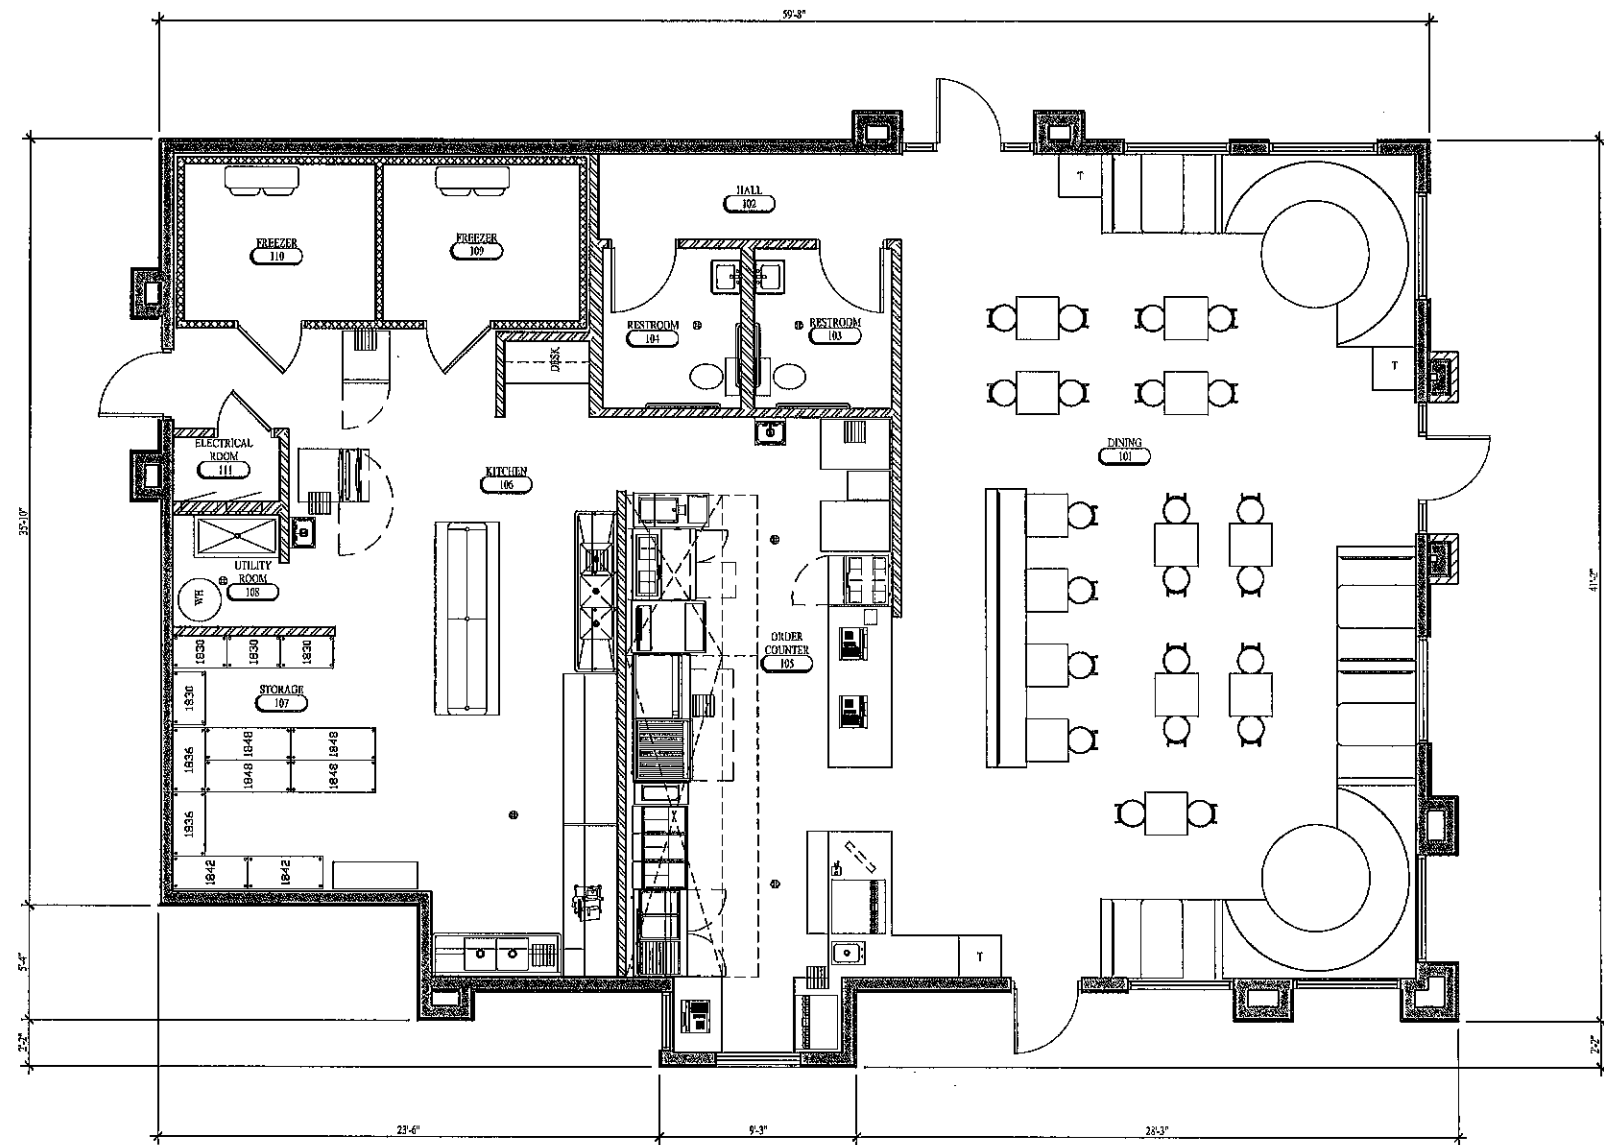 59'-8"
HALL
102
T
FREEZER
110
FREEZER
109
RESTROOM
104
RESTROOM
103
DESK
T
ELECTRICAL
ROOM
111
KITCHEN
106
DINING
101
35'-10"
UTILITY
ROOM
108
WH
41'-2"
1830
1830
1830
ORDER
COUNTER
105
STORAGE
107
1830
1836
1848
1848
1848
1848
1836
1842
1842
T
5'-4"
2'-2"
2'-2"
23'-6"
9'-3"
28'-3"